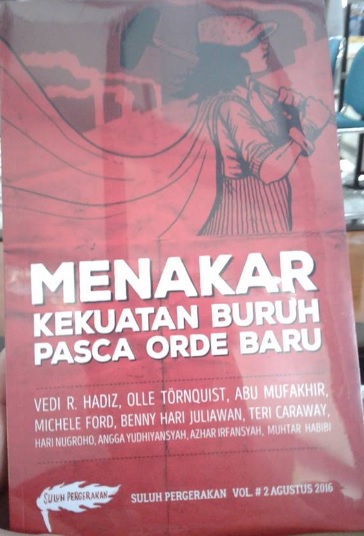 MENAKAR
KEKUATAN BURUH
PASCA ORDE BARU
VEDI R. HADIZ, OLLE TÖRNQUIST, ABU MUFAKHIR,
MICHELE FORD, BENNY HARI JULIAWAN, TERI CARAWAY,
HARI NUGROHO, ANGGA YUDHIYANSYAH, AZHAR IRFANSYAH, MUHTAR HABIBI
SULUH PERGERAKAN
SULUH PERGERAKAN VOL. # 2 AGUSTUS 2016